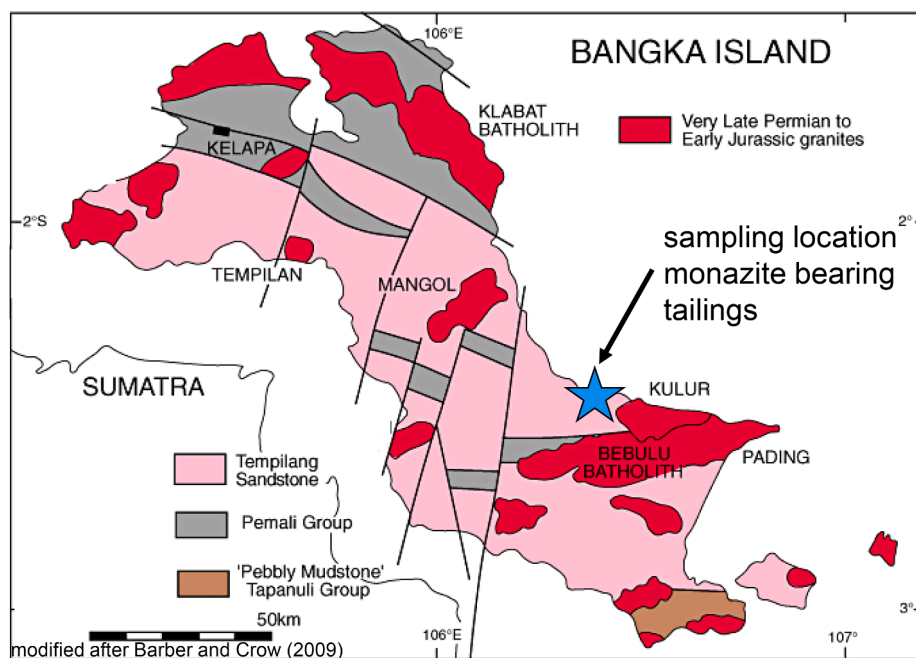 106°E
BANGKA ISLAND
KLABAT
BATHOLITH
Very Late Permian to
Early Jurassic granites
KELAPA
2°S
2°
sampling location
monazite bearing
tailings
TEMPILAN
MANGOL
SUMATRA
KULUR
BEBULU
BATHOLITH
PADING
Tempilang
Sandstone
Pemali Group
'Pebbly Mudstone'
Tapanuli Group
50km
3°
modified after Barber and Crow (2009)
106°E
107°